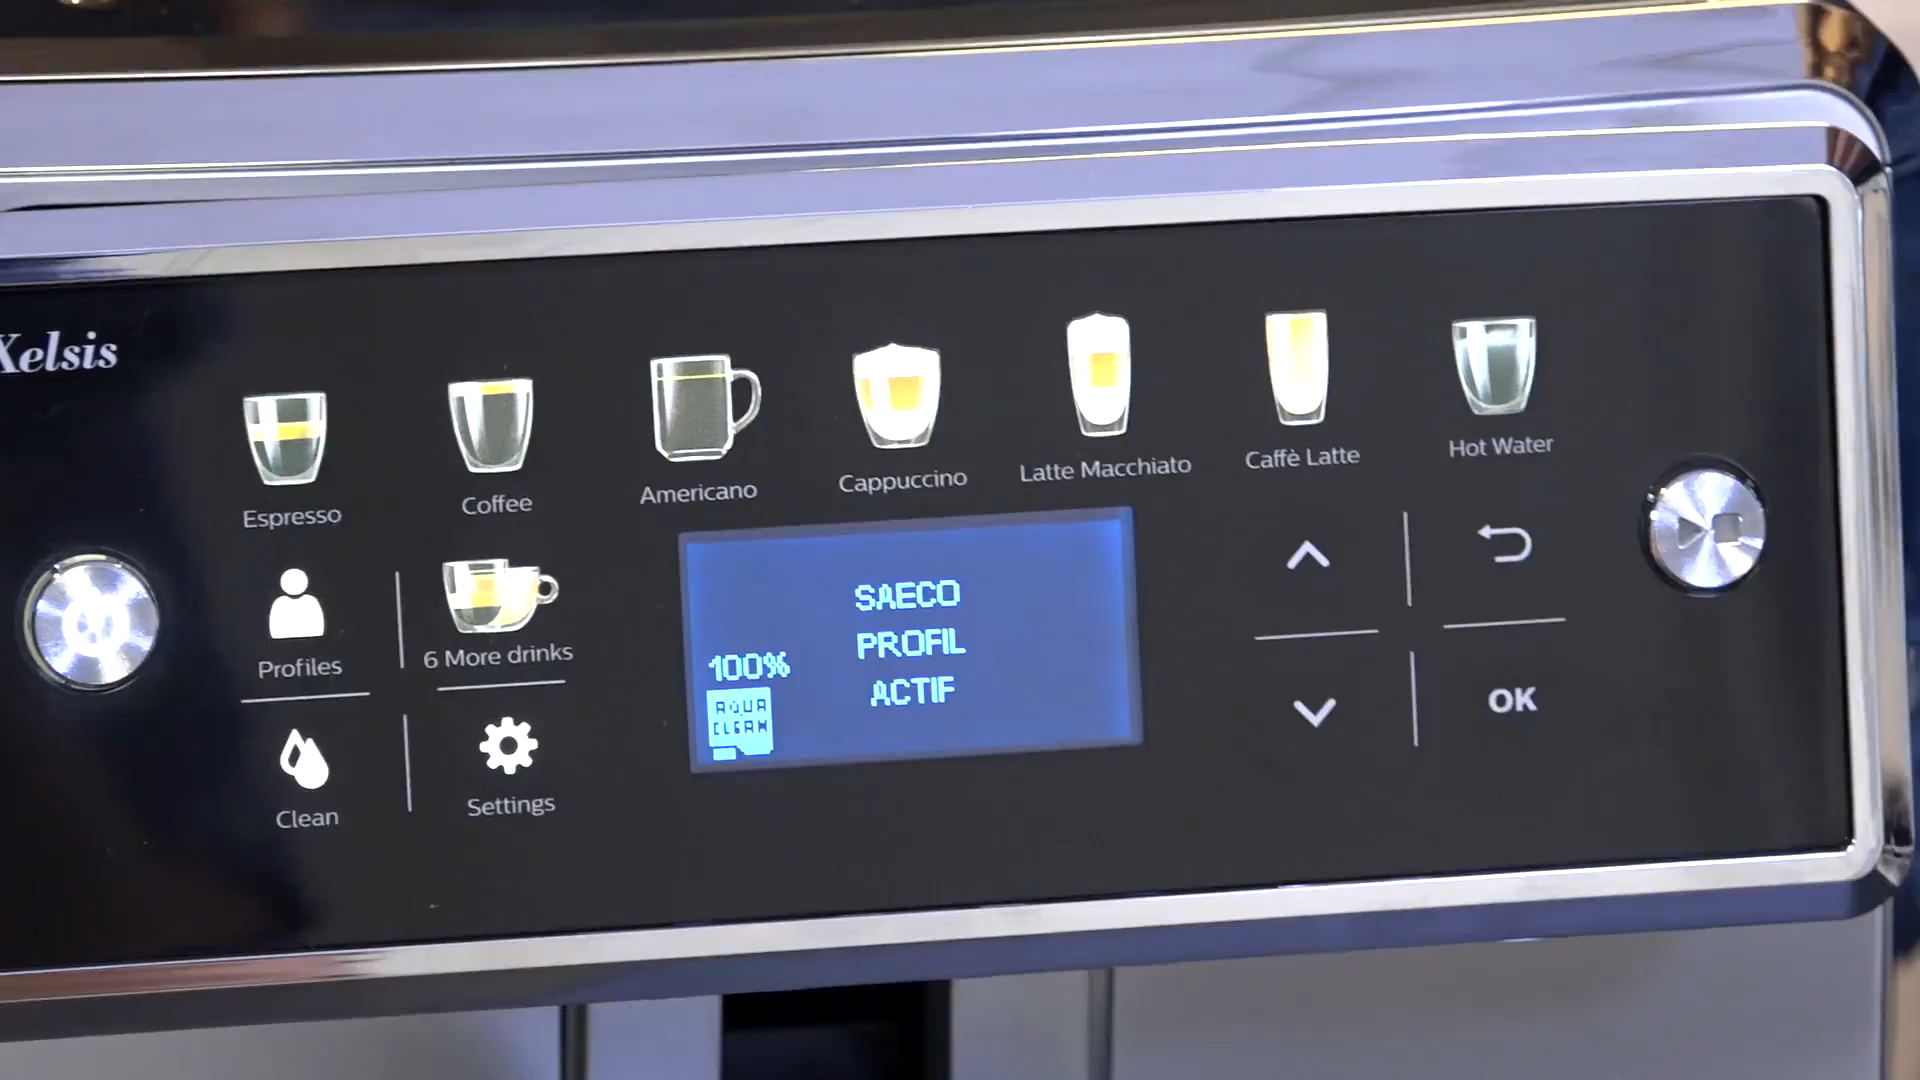 Xelsis
Espresso
Coffee
Americano
Cappuccino
Latte Macchiato
Caffè Latte
Hot Water
Profiles
6 More drinks
Clean
Settings
SAECO
PROFIL
ACTIF
100%
AQUA
CLEAN
OK